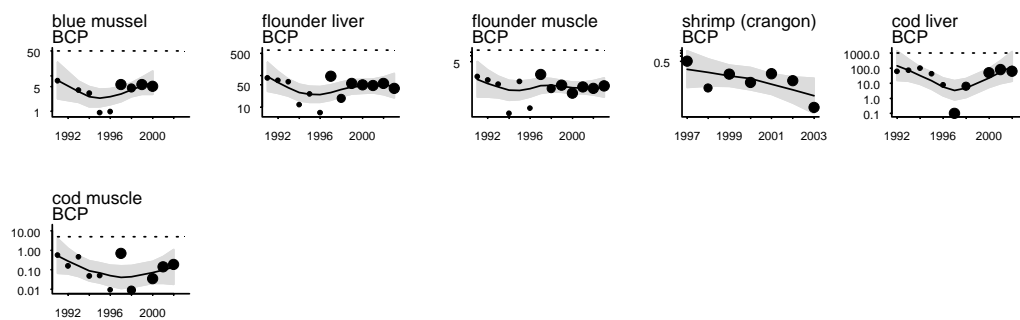 blue mussel
BCP
50
5
1
1992 1996 2000
flounder liver
BCP
500
50
10
1992 1996 2000
flounder muscle
BCP
5
1992 1996 2000
shrimp (crangon)
BCP
0.5
1997 1999 2001 2003
cod liver
BCP
1000.0
100.0
10.0
1.0
0.1
1992 1996 2000
cod muscle
BCP
10.00
1.00
0.10
0.01
1992 1996 2000